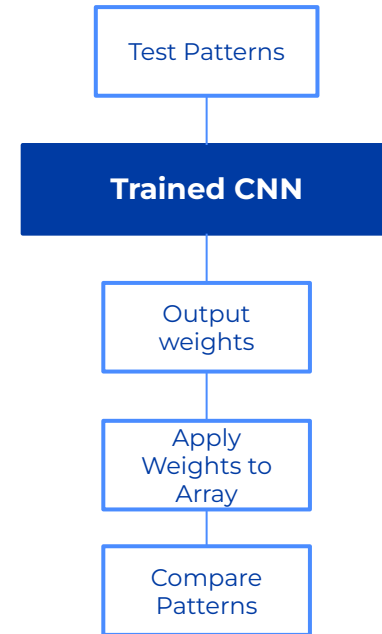 Test Patterns
Trained CNN
Output
weights
Apply
Weights to
Array
Compare
Patterns